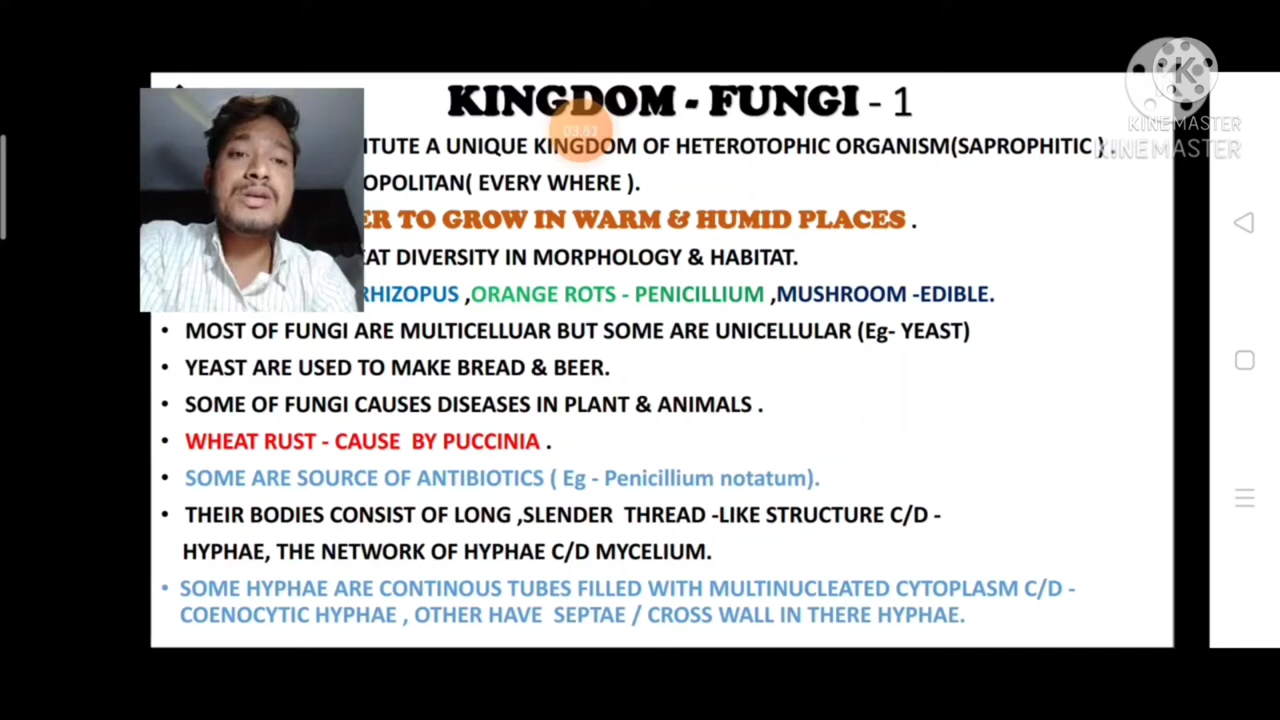 KINGDOM - FUNGI - 1
KINEMASTER
KINEMASTER
03:52
TITUTE A UNIQUE KINGDOM OF HETEROTOPHIC ORGANISM(SAPROPHITIC ) .
OPOLITAN( EVERY WHERE ).
ER TO GROW IN WARM & HUMID PLACES .
EAT DIVERSITY IN MORPHOLOGY & HABITAT.
RHIZOPUS ,ORANGE ROTS - PENICILLIUM ,MUSHROOM -EDIBLE.
• MOST OF FUNGI ARE MULTICELLUAR BUT SOME ARE UNICELLULAR (Eg- YEAST)
• YEAST ARE USED TO MAKE BREAD & BEER.
• SOME OF FUNGI CAUSES DISEASES IN PLANT & ANIMALS .
• WHEAT RUST - CAUSE BY PUCCINIA .
• SOME ARE SOURCE OF ANTIBIOTICS ( Eg - Penicillium notatum).
• THEIR BODIES CONSIST OF LONG ,SLENDER THREAD -LIKE STRUCTURE C/D -
HYPHAE, THE NETWORK OF HYPHAE C/D MYCELIUM.
• SOME HYPHAE ARE CONTINOUS TUBES FILLED WITH MULTINUCLEATED CYTOPLASM C/D -
COENOCYTIC HYPHAE , OTHER HAVE SEPTAE / CROSS WALL IN THERE HYPHAE.